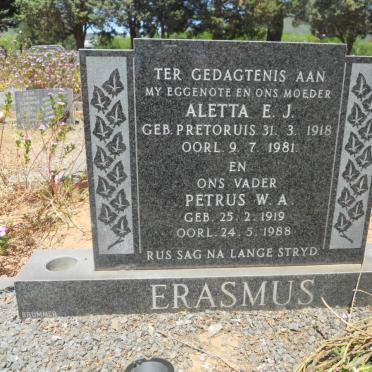 TER GEDAGTENIS AAN
MY EGGENOTE EN ONS MOEDER
ALETTA E. J.
GEB. PRETORUIS 31. 3. 1918
OORL. 9. 7. 1981.
EN
ONS VADER
PETRUS W. A.
GEB. 25. 2. 1919
OORL. 24. 5. 1988
RUS SAG NA LANGE STRYD.
ERASMUS
BRUMMER